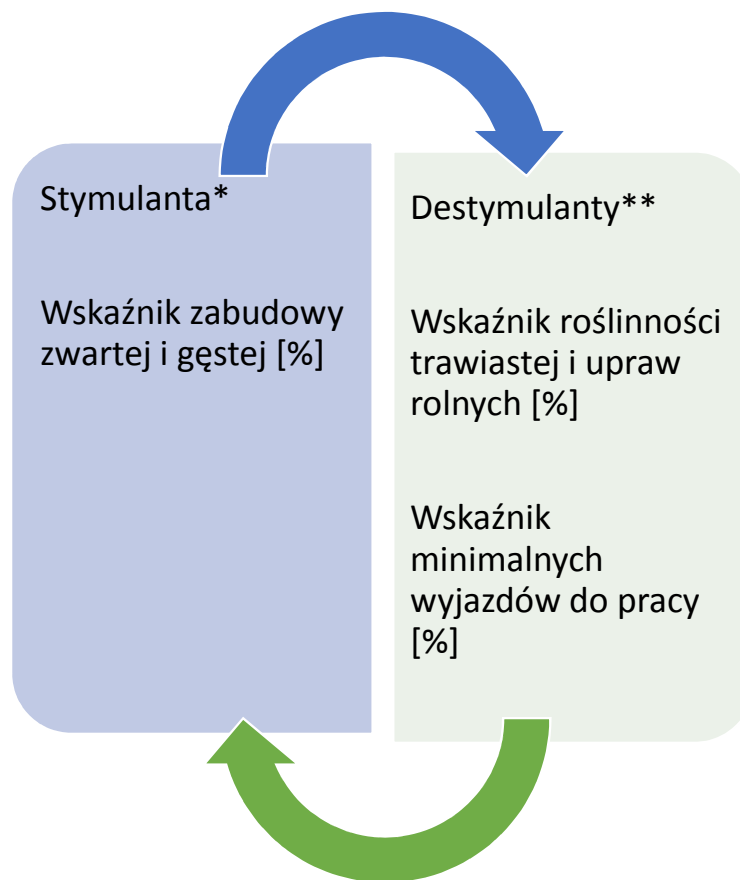 Stymulanta*
Wskaźnik zabudowy
zwartej i gęstej [%]
Destymulanty**
Wskaźnik roślinności
trawiastej i upraw
rolnych [%]
Wskaźnik
minimalnych
wyjazdów do pracy
[%]